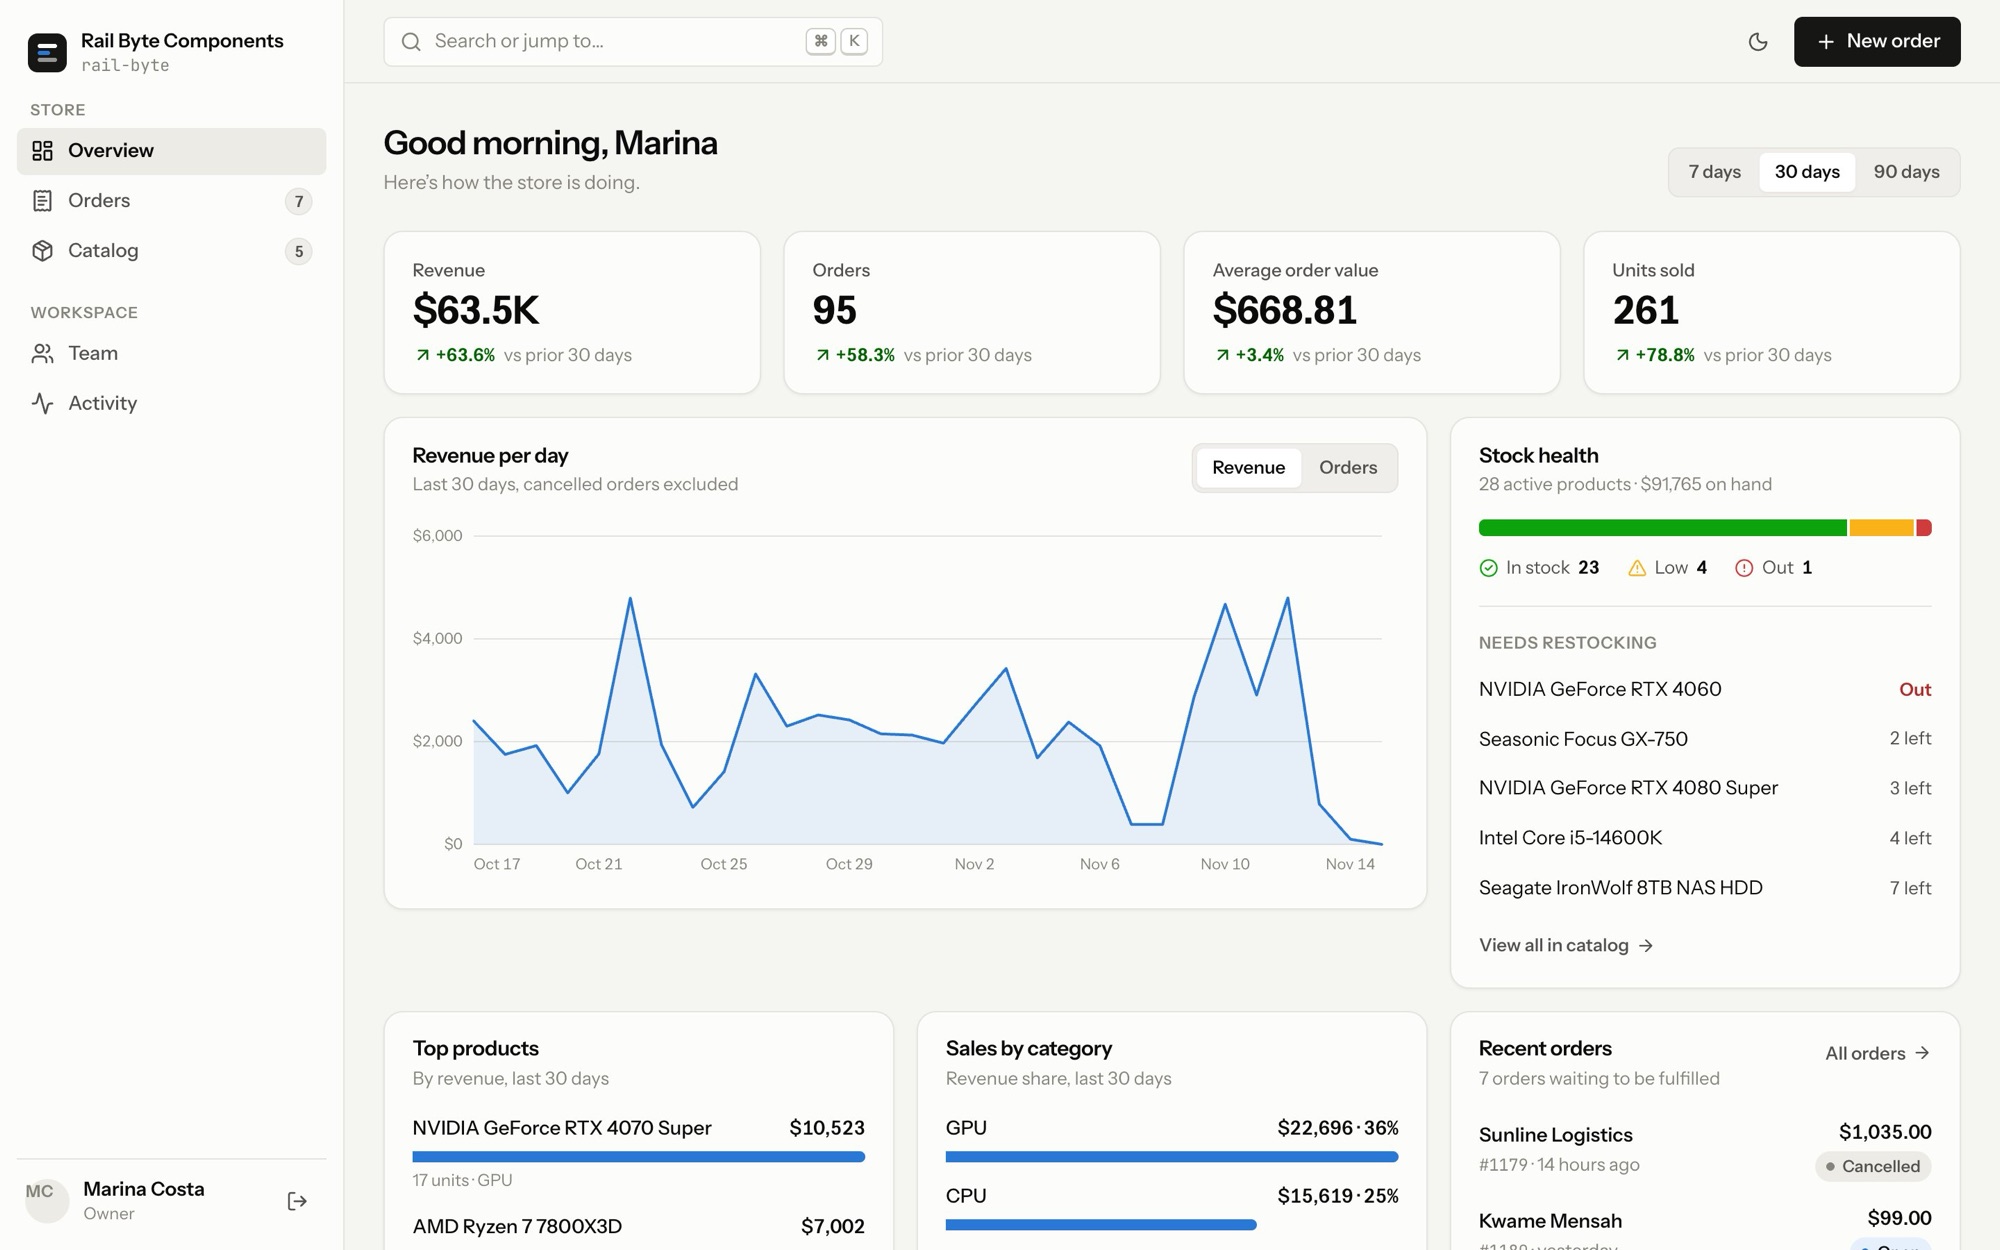 Rail Byte Components
rail-byte
STORE
Overview
Orders 7
Catalog 5
WORKSPACE
Team
Activity
MC
Marina Costa
Owner
Search or jump to...
⌘ K
+ New order
Good morning, Marina
Here's how the store is doing.
7 days 30 days 90 days
Revenue
$63.5K
+63.6% vs prior 30 days
Orders
95
+58.3% vs prior 30 days
Average order value
$668.81
+3.4% vs prior 30 days
Units sold
261
+78.8% vs prior 30 days
Revenue per day
Last 30 days, cancelled orders excluded
Revenue Orders
$6,000
$4,000
$2,000
$0
Oct 17 Oct 21 Oct 25 Oct 29 Nov 2 Nov 6 Nov 10 Nov 14
Stock health
28 active products · $91,765 on hand
In stock 23 Low 4 Out 1
NEEDS RESTOCKING
NVIDIA GeForce RTX 4060 Out
Seasonic Focus GX-750 2 left
NVIDIA GeForce RTX 4080 Super 3 left
Intel Core i5-14600K 4 left
Seagate IronWolf 8TB NAS HDD 7 left
View all in catalog →
Top products
By revenue, last 30 days
NVIDIA GeForce RTX 4070 Super $10,523
17 units · GPU
AMD Ryzen 7 7800X3D $7,002
Sales by category
Revenue share, last 30 days
GPU $22,696 · 36%
CPU $15,619 · 25%
Recent orders
All orders →
7 orders waiting to be fulfilled
Sunline Logistics $1,035.00
#1179 · 14 hours ago Cancelled
Kwame Mensah $99.00